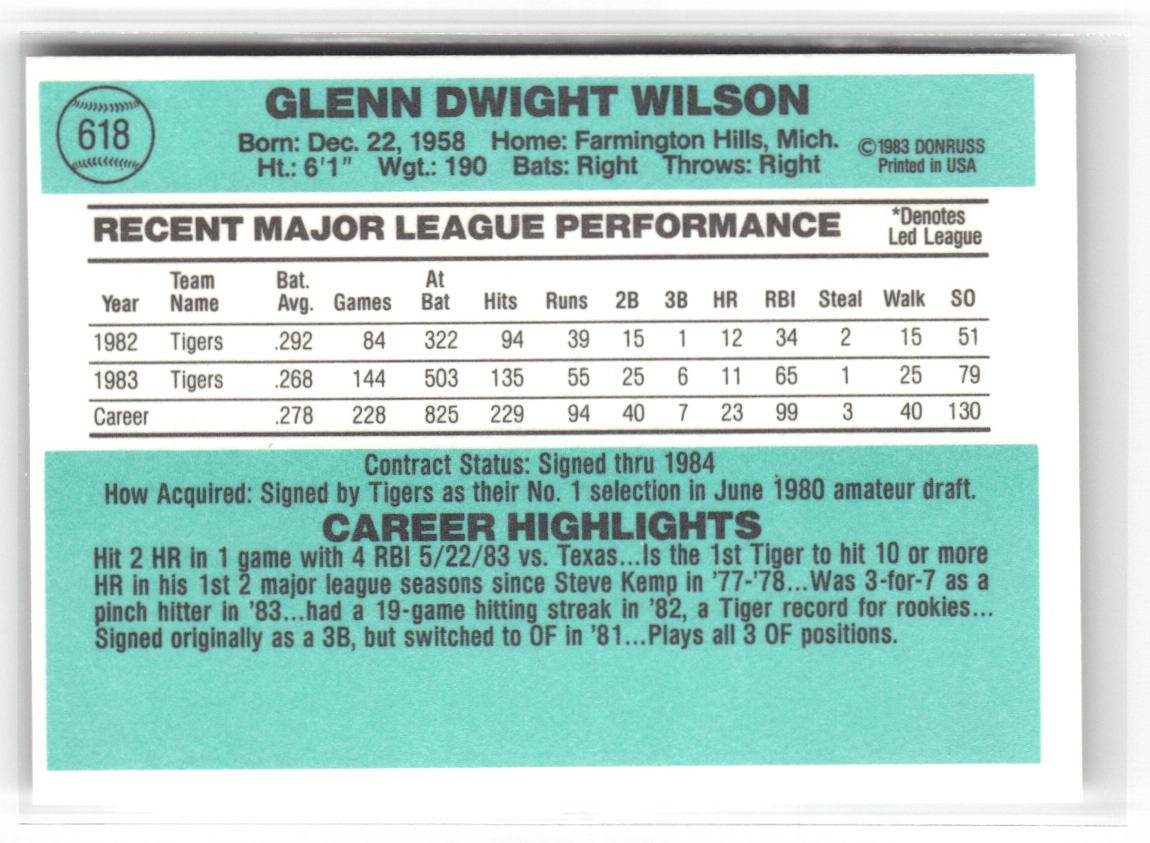 618
GLENN DWIGHT WILSON
Born: Dec. 22, 1958 Home: Farmington Hills, Mich.
Ht.: 6'1" Wgt.: 190 Bats: Right Throws: Right
©1983 DONRUSS
Printed in USA
RECENT MAJOR LEAGUE PERFORMANCE
*Denotes
Led League
Year Team Name Bat. Avg. Games At Bat Hits Runs 2B 3B HR RBI Steal Walk SO
1982 Tigers .292 84 322 94 39 15 1 12 34 2 15 51
1983 Tigers .268 144 503 135 55 25 6 11 65 1 25 79
Career .278 228 825 229 94 40 7 23 99 3 40 130
Contract Status: Signed thru 1984
How Acquired: Signed by Tigers as their No. 1 selection in June 1980 amateur draft.
CAREER HIGHLIGHTS
Hit 2 HR in 1 game with 4 RBI 5/22/83 vs. Texas...Is the 1st Tiger to hit 10 or more
HR in his 1st 2 major league seasons since Steve Kemp in '77-'78...Was 3-for-7 as a
pinch hitter in '83...had a 19-game hitting streak in '82, a Tiger record for rookies...
Signed originally as a 3B, but switched to OF in '81...Plays all 3 OF positions.